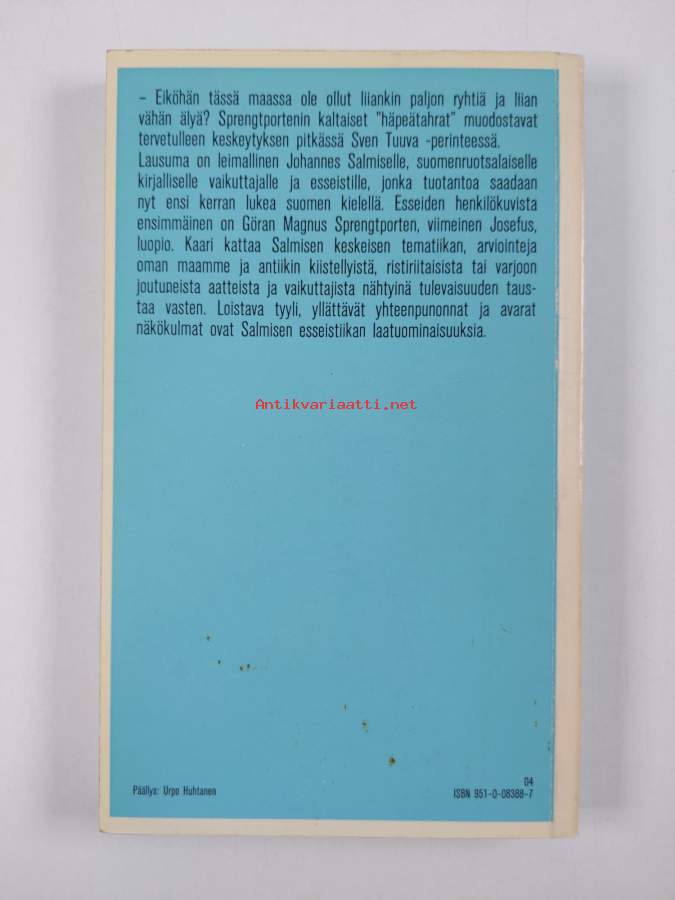 – Eiköhän tässä maassa ole ollut liiankin paljon ryhtiä ja liian
vähän älyä? Sprengtportenin kaltaiset "häpeätahrat" muodostavat
tervetulleen keskeytyksen pitkässä Sven Tuuva -perinteessä.
Lausuma on leimallinen Johannes Salmiselle, suomenruotsalaiselle
kirjalliselle vaikuttajalle ja esseistille, jonka tuotantoa saadaan
nyt ensi kerran lukea suomen kielellä. Esseiden henkilökuvista
ensimmäinen on Göran Magnus Sprengtporten, viimeinen Josefus,
luopio. Kaari kattaa Salmisen keskeisen tematiikan, arviointeja
oman maamme ja antiikin kiistellyistä, ristiriitaisista tai varjoon
joutuneista aatteista ja vaikuttajista nähtyinä tulevaisuuden taus-
taa vasten. Loistava tyyli, yllättävät yhteenpunonnat ja avarat
näkökulmat ovat Salmisen esseistiikan laatuominaisuuksia.
Antikvariaatti.net
04
Päällys: Urpo Huhtanen
ISBN 951-0-08388-7